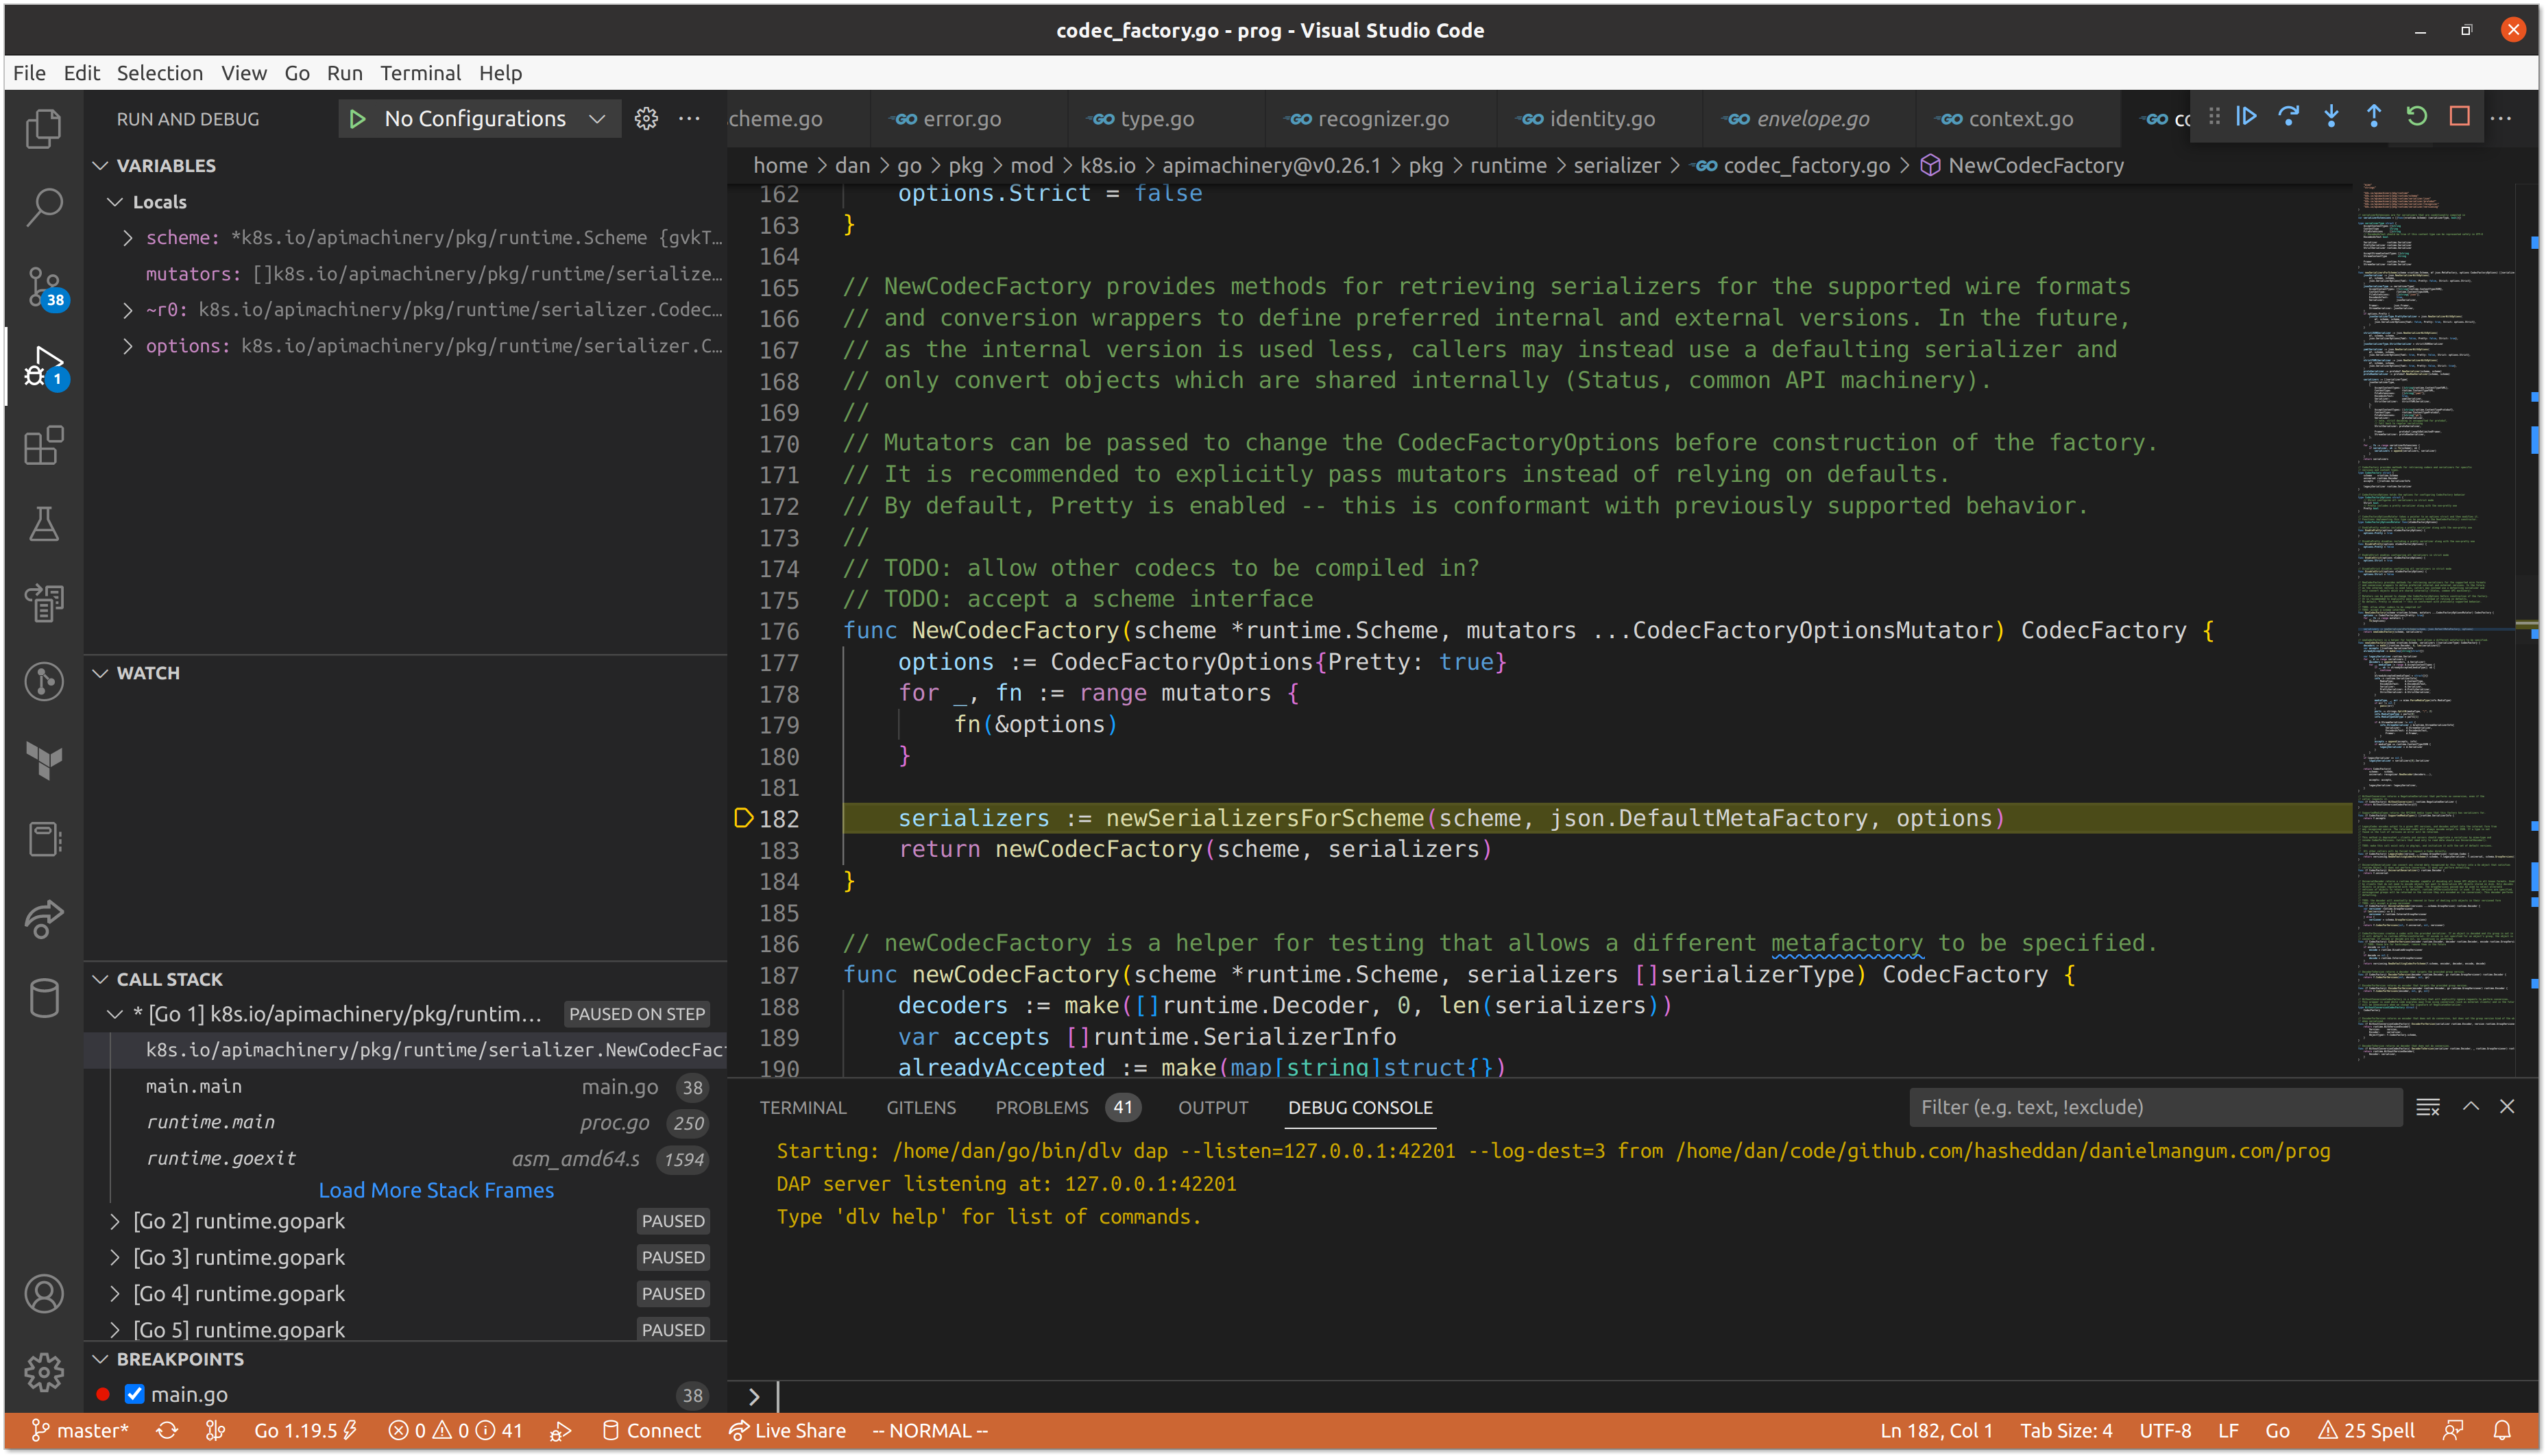 codec_factory.go - prog - Visual Studio Code
File Edit Selection View Go Run Terminal Help
RUN AND DEBUG
No Configurations
cheme.go
error.go
type.go
recognizer.go
identity.go
envelope.go
context.go
home > dan > go > pkg > mod > k8s.io > apimachinery@v0.26.1 > pkg > runtime > serializer > codec_factory.go > NewCodecFactory
VARIABLES
Locals
scheme: *k8s.io/apimachinery/pkg/runtime.Scheme {gvkT…
mutators: []k8s.io/apimachinery/pkg/runtime/serialize…
~r0: k8s.io/apimachinery/pkg/runtime/serializer.Codec…
options: k8s.io/apimachinery/pkg/runtime/serializer.C…
38
1
WATCH
CALL STACK
* [Go 1] k8s.io/apimachinery/pkg/runtim… PAUSED ON STEP
k8s.io/apimachinery/pkg/runtime/serializer.NewCodecFac
main.main main.go 38
runtime.main proc.go 250
runtime.goexit asm_amd64.s 1594
Load More Stack Frames
[Go 2] runtime.gopark PAUSED
[Go 3] runtime.gopark PAUSED
[Go 4] runtime.gopark PAUSED
[Go 5] runtime.gopark PAUSED
BREAKPOINTS
main.go 38
162 options.Strict = false
163 }
164
165 // NewCodecFactory provides methods for retrieving serializers for the supported wire formats
166 // and conversion wrappers to define preferred internal and external versions. In the future,
167 // as the internal version is used less, callers may instead use a defaulting serializer and
168 // only convert objects which are shared internally (Status, common API machinery).
169 //
170 // Mutators can be passed to change the CodecFactoryOptions before construction of the factory.
171 // It is recommended to explicitly pass mutators instead of relying on defaults.
172 // By default, Pretty is enabled -- this is conformant with previously supported behavior.
173 //
174 // TODO: allow other codecs to be compiled in?
175 // TODO: accept a scheme interface
176 func NewCodecFactory(scheme *runtime.Scheme, mutators ...CodecFactoryOptionsMutator) CodecFactory {
177 options := CodecFactoryOptions{Pretty: true}
178 for _, fn := range mutators {
179 fn(&options)
180 }
181
182 serializers := newSerializersForScheme(scheme, json.DefaultMetaFactory, options)
183 return newCodecFactory(scheme, serializers)
184 }
185
186 // newCodecFactory is a helper for testing that allows a different metafactory to be specified.
187 func newCodecFactory(scheme *runtime.Scheme, serializers []serializerType) CodecFactory {
188 decoders := make([]runtime.Decoder, 0, len(serializers))
189 var accepts []runtime.SerializerInfo
190 alreadyAccepted := make(map[string]struct{})
TERMINAL GITLENS PROBLEMS 41 OUTPUT DEBUG CONSOLE Filter (e.g. text, !exclude)
Starting: /home/dan/go/bin/dlv dap --listen=127.0.0.1:42201 --log-dest=3 from /home/dan/code/github.com/hasheddan/danielmangum.com/prog
DAP server listening at: 127.0.0.1:42201
Type 'dlv help' for list of commands.
>
master* Go 1.19.5 0 0 41 Connect Live Share -- NORMAL -- Ln 182, Col 1 Tab Size: 4 UTF-8 LF Go 25 Spell